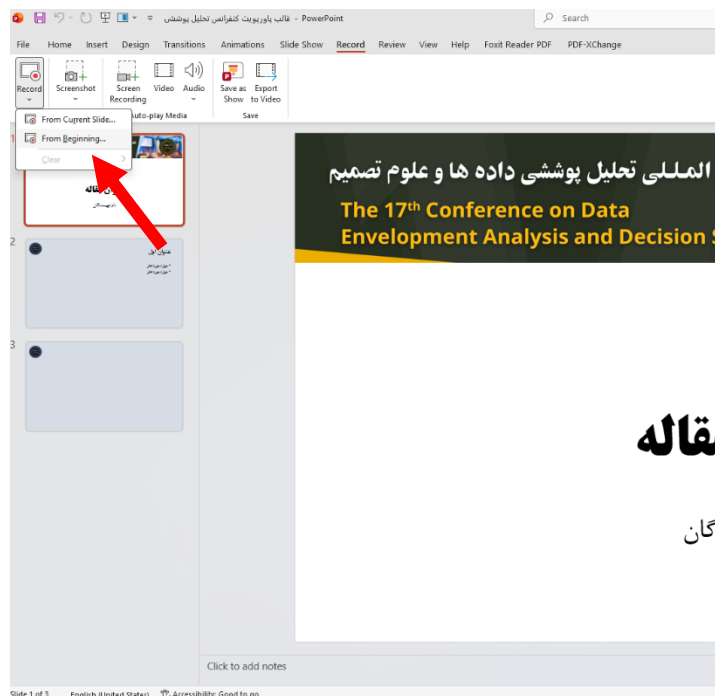 قالب پاورپوینت کنفرانس تحلیل پوششی - PowerPoint
Search
File Home Insert Design Transitions Animations Slide Show Record Review View Help Foxit Reader PDF PDF-XChange
Record Screenshot Screen Recording Video Audio Save as Show Export to Video
Auto-play Media Save
From Current Slide...
From Beginning...
Clear
1
2
عنوان اول
3
المللی تحلیل پوششی داده ها و علوم تصمیم
The 17th Conference on Data
Envelopment Analysis and Decision S
قاله
گان
Click to add notes
Slide 1 of 3 English (United States) Accessibility: Good to go